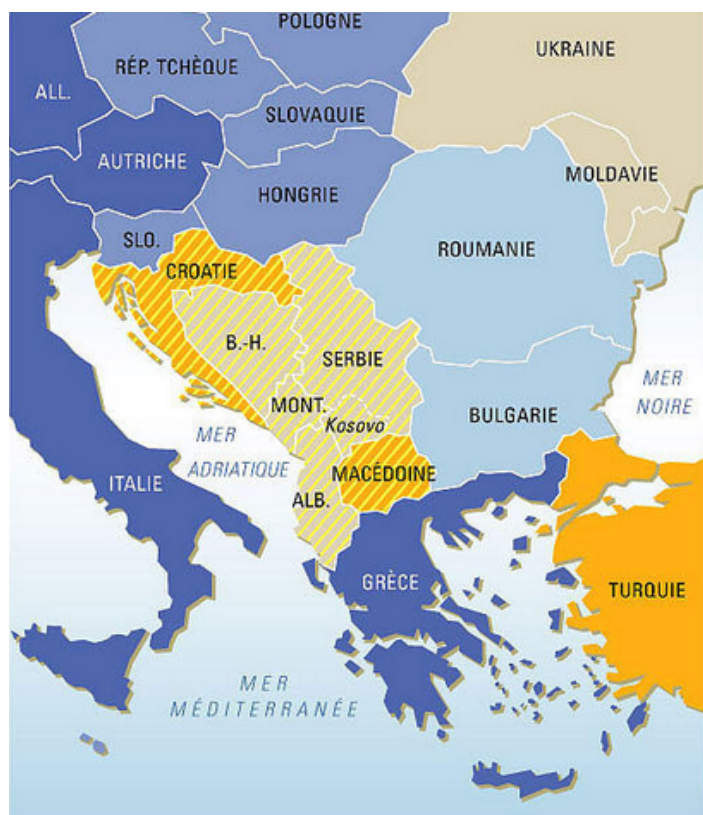 POLOGNE
UKRAINE
RÉP. TCHÈQUE
ALL.
SLOVAQUIE
AUTRICHE
MOLDAVIE
HONGRIE
SLO.
ROUMANIE
CROATIE
B.-H.
SERBIE
MER
NOIRE
MONT.
BULGARIE
Kosovo
MER
ADRIATIQUE
MACÉDOINE
ITALIE
ALB.
GRÈCE
TURQUIE
MER
MÉDITERRANÉE